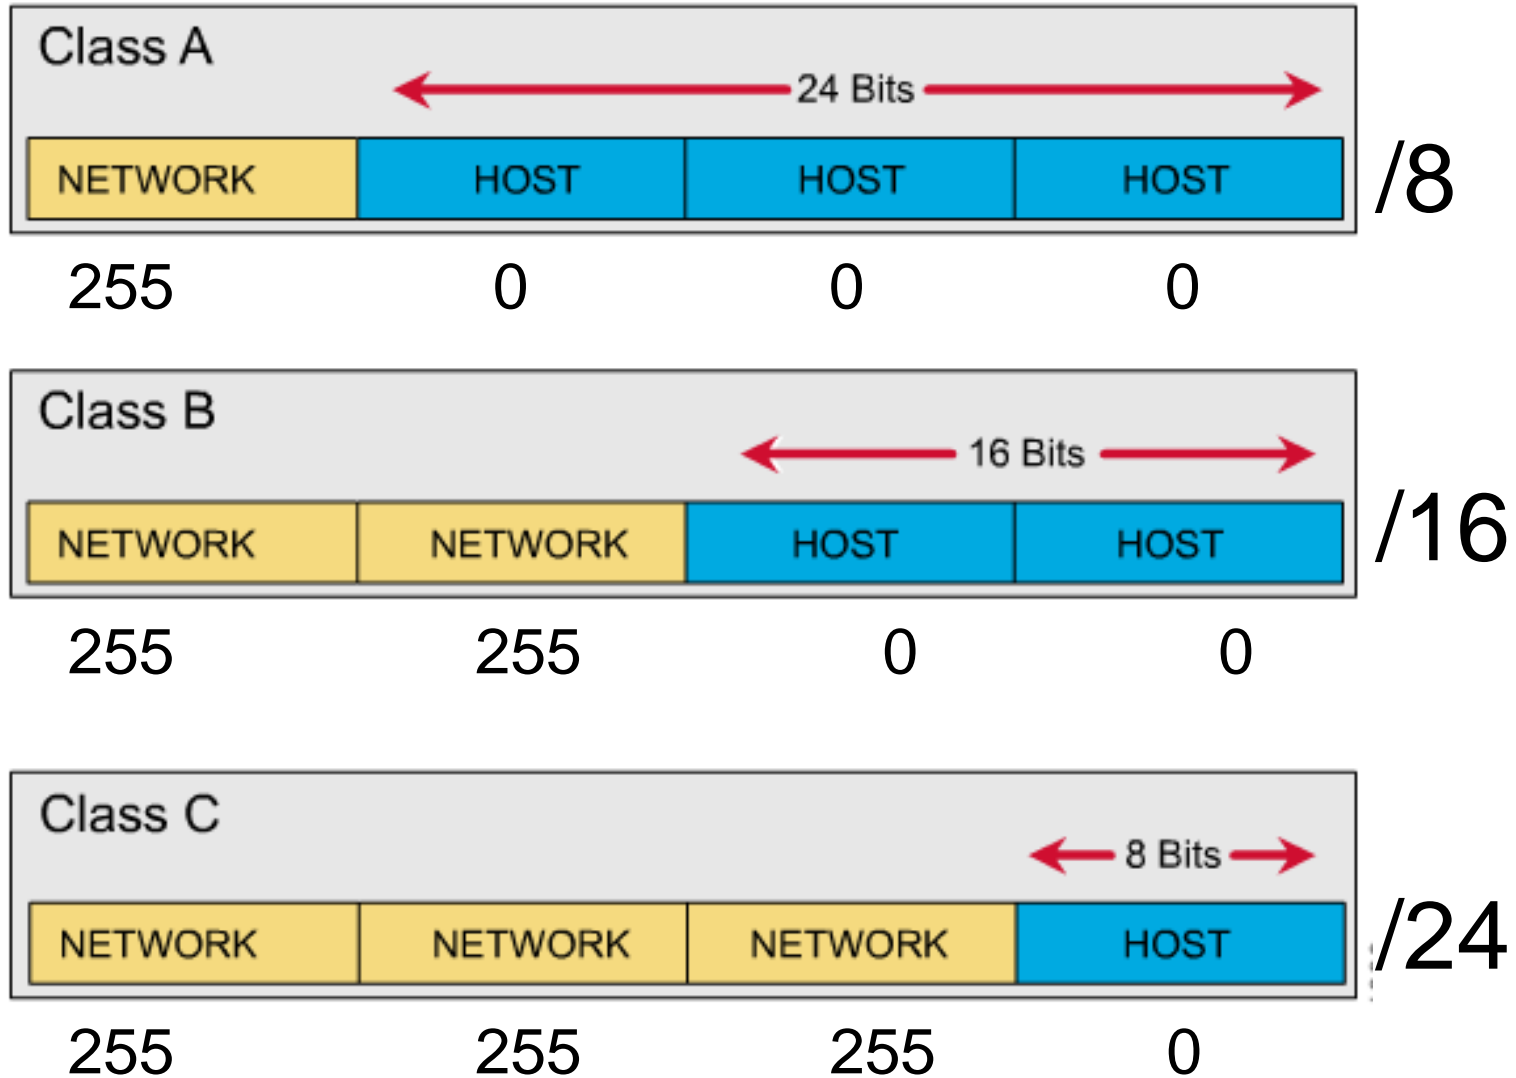 Class A
24 Bits
NETWORK HOST HOST HOST /8
255 0 0 0
Class B
16 Bits
NETWORK NETWORK HOST HOST /16
255 255 0 0
Class C
8 Bits
NETWORK NETWORK NETWORK HOST /24
255 255 255 0